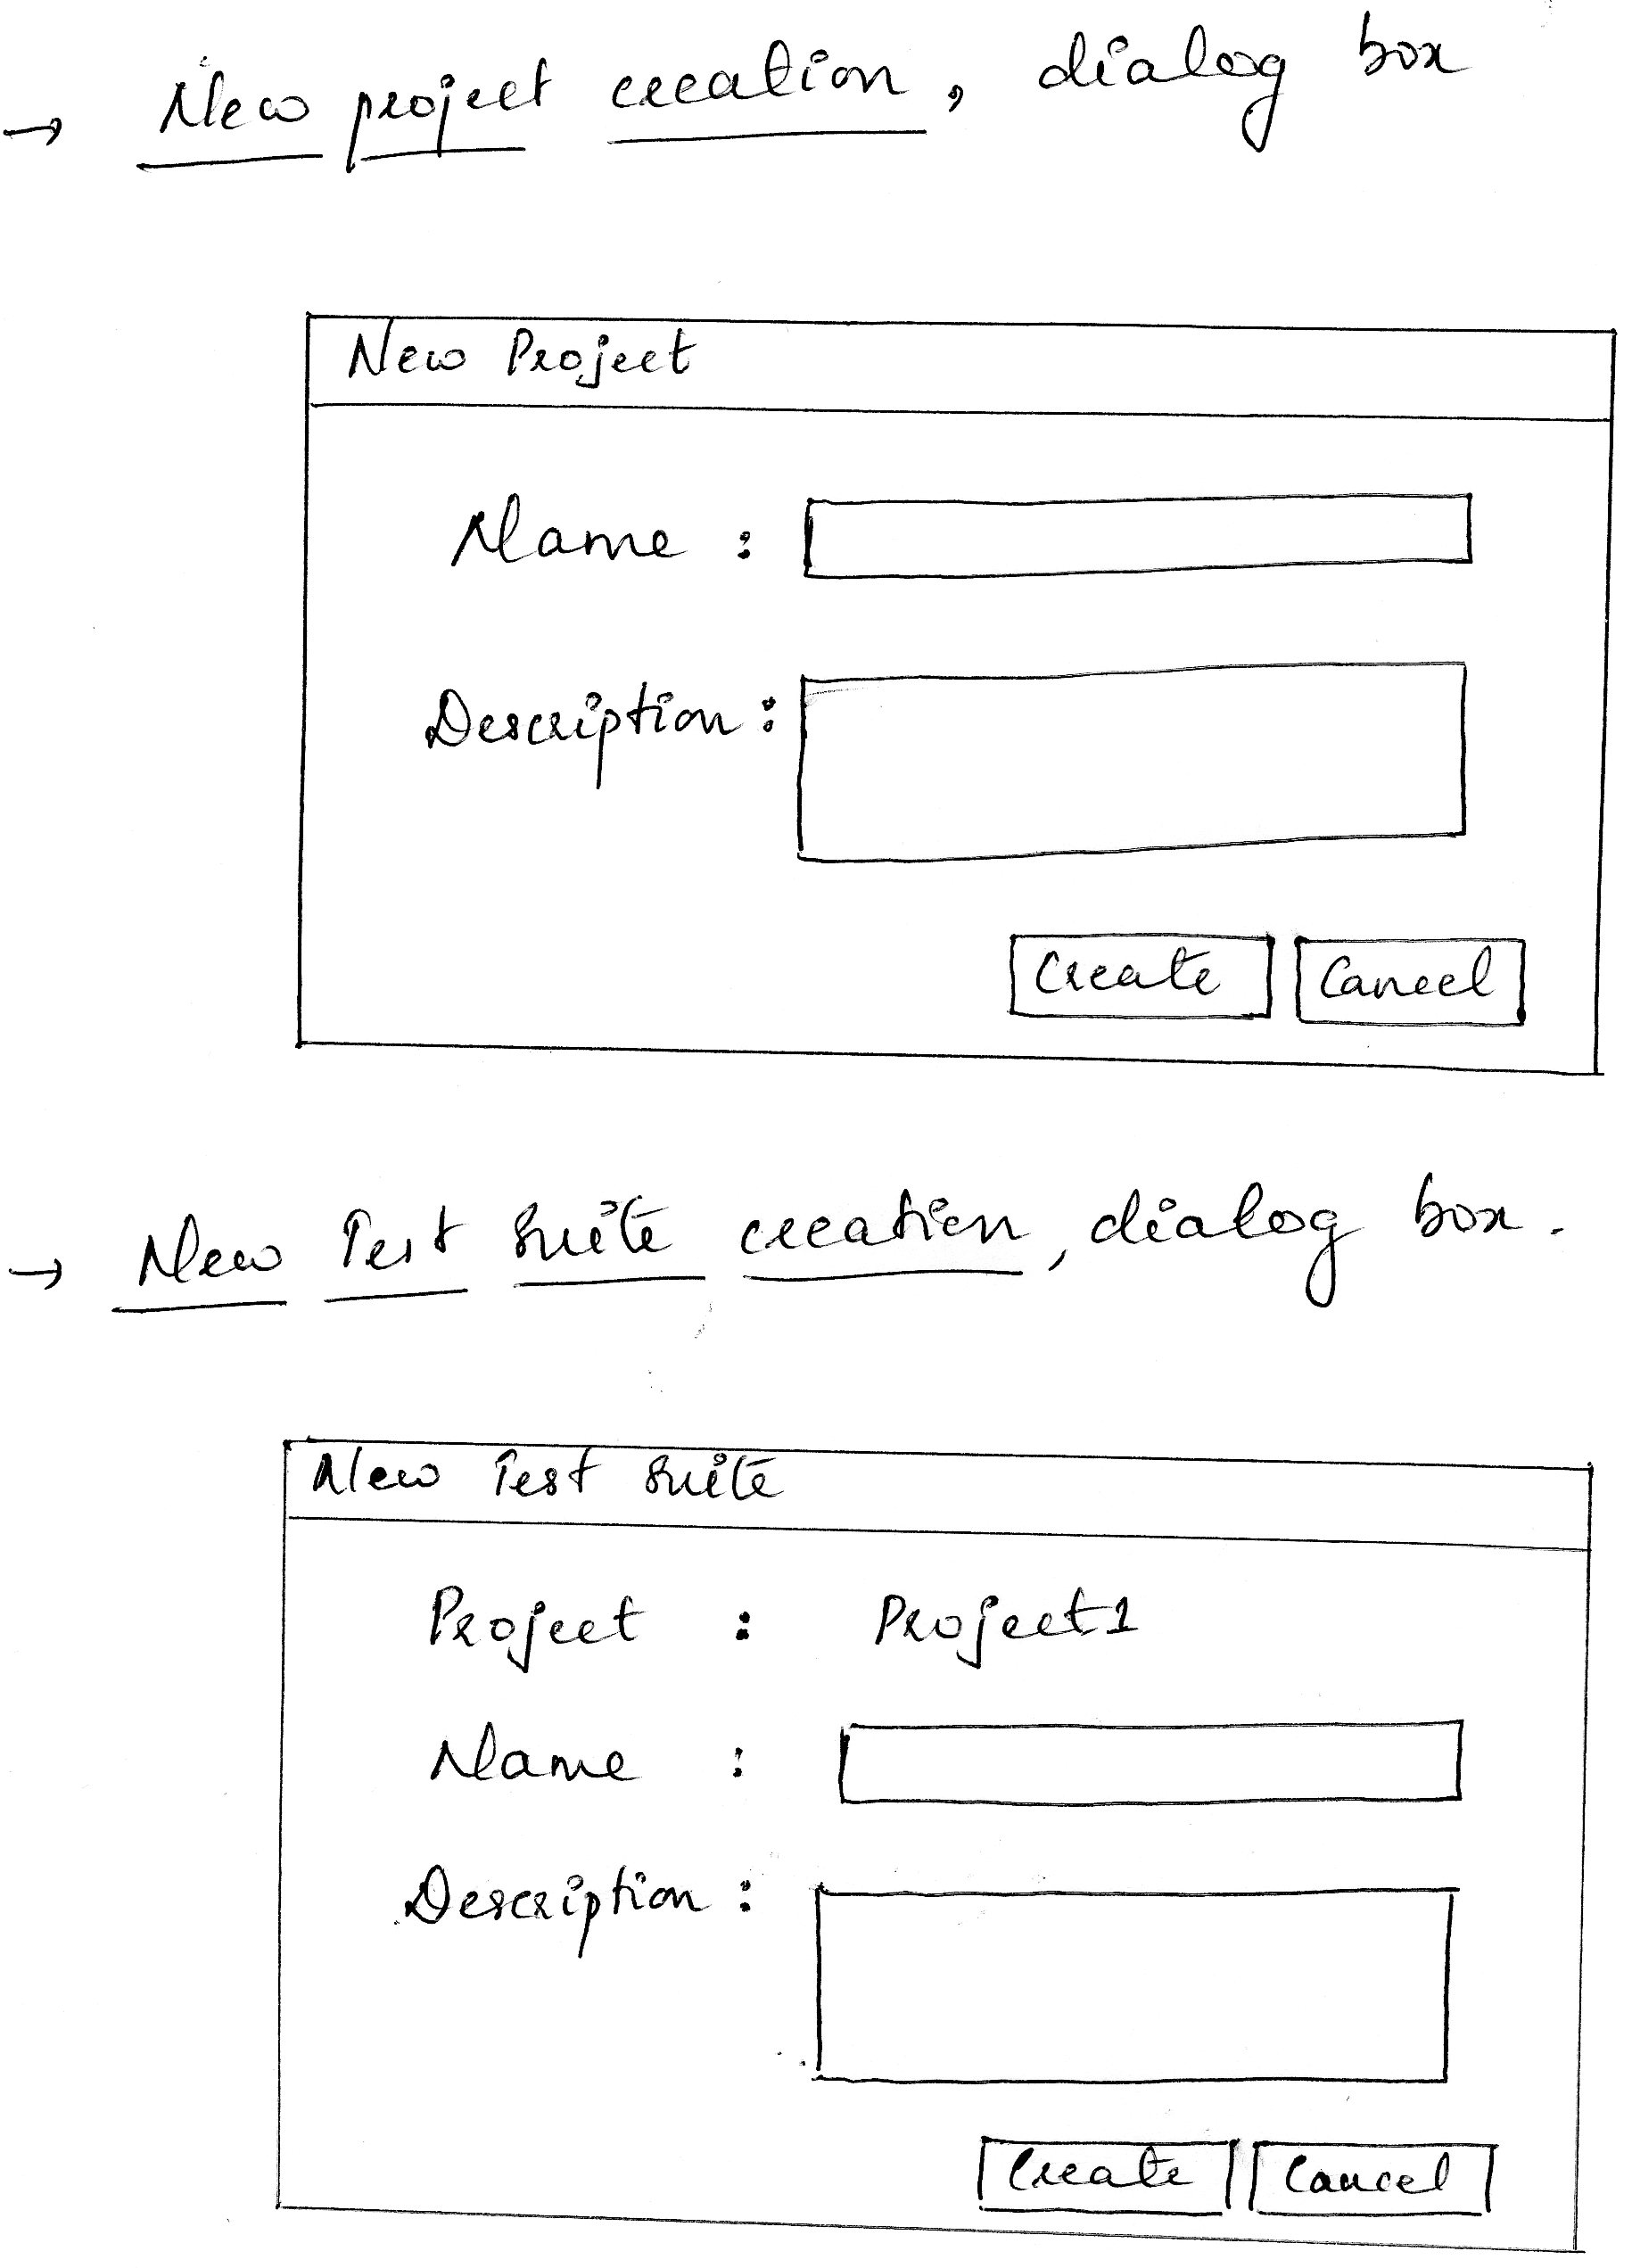 → New project creation, dialog box
New Project
Name :
Description :
Create Cancel
→ New Test Suite creation, dialog box.
New Test Suite
Project : Project1
Name :
Description :
Create Cancel